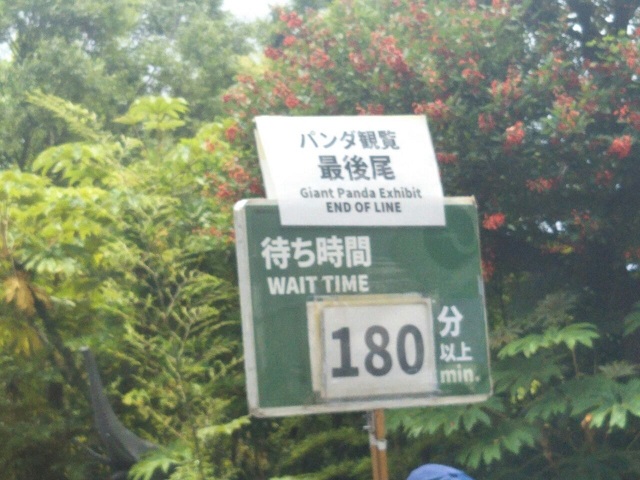 パンダ観覧
最後尾
Giant Panda Exhibit
END OF LINE
待ち時間
WAIT TIME
180
分
以上
min.